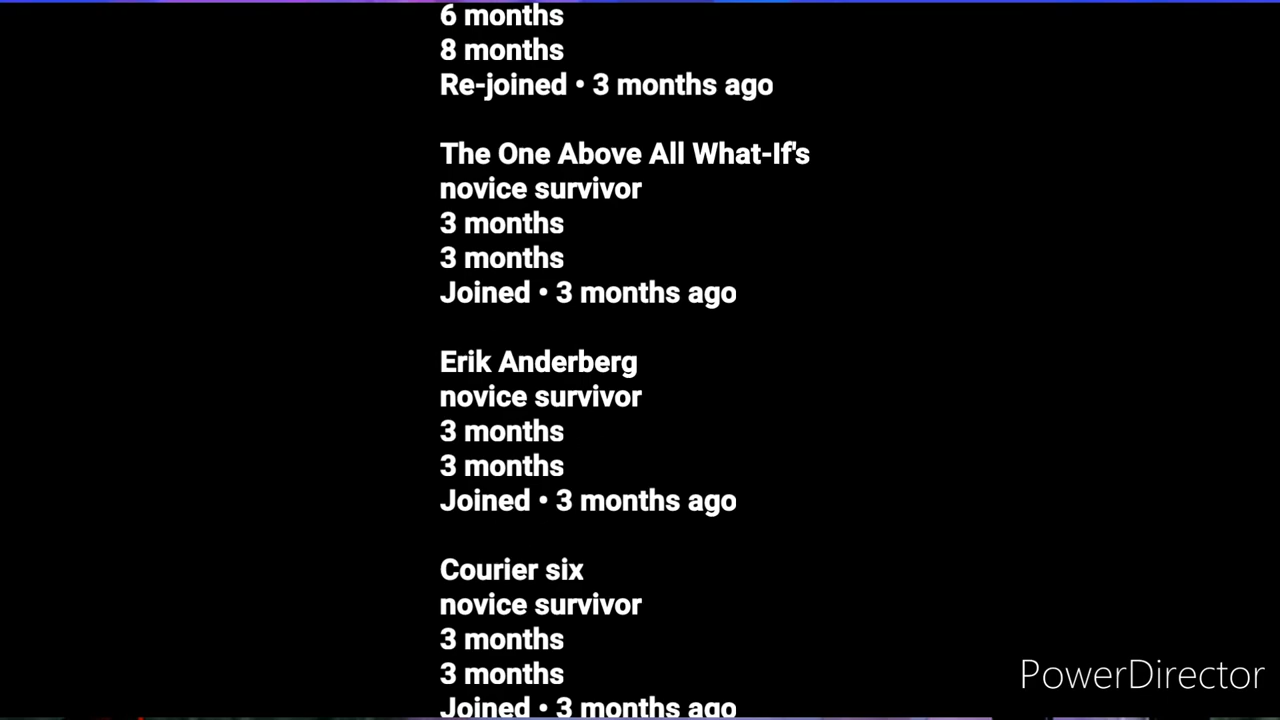 6 months
8 months
Re-joined • 3 months ago
The One Above All What-If's
novice survivor
3 months
3 months
Joined • 3 months ago
Erik Anderberg
novice survivor
3 months
3 months
Joined • 3 months ago
Courier six
novice survivor
3 months
3 months
Joined • 3 months ago
PowerDirector